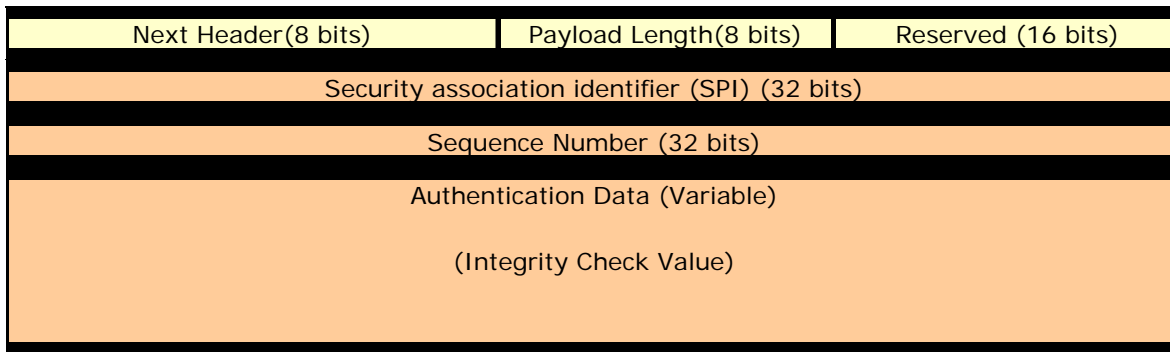 Next Header(8 bits) Payload Length(8 bits) Reserved (16 bits)
Security association identifier (SPI) (32 bits)
Sequence Number (32 bits)
Authentication Data (Variable)
(Integrity Check Value)